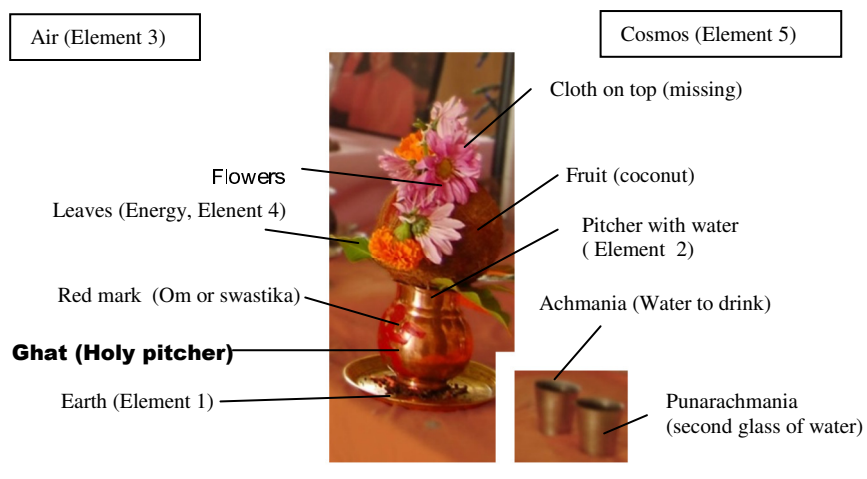 Air (Element 3)
Cosmos (Element 5)
Cloth on top (missing)
Flowers
Fruit (coconut)
Leaves (Energy, Elenent 4)
Pitcher with water
( Element 2)
Red mark (Om or swastika)
Achmania (Water to drink)
Ghat (Holy pitcher)
Earth (Element 1)
Punarachmania
(second glass of water)